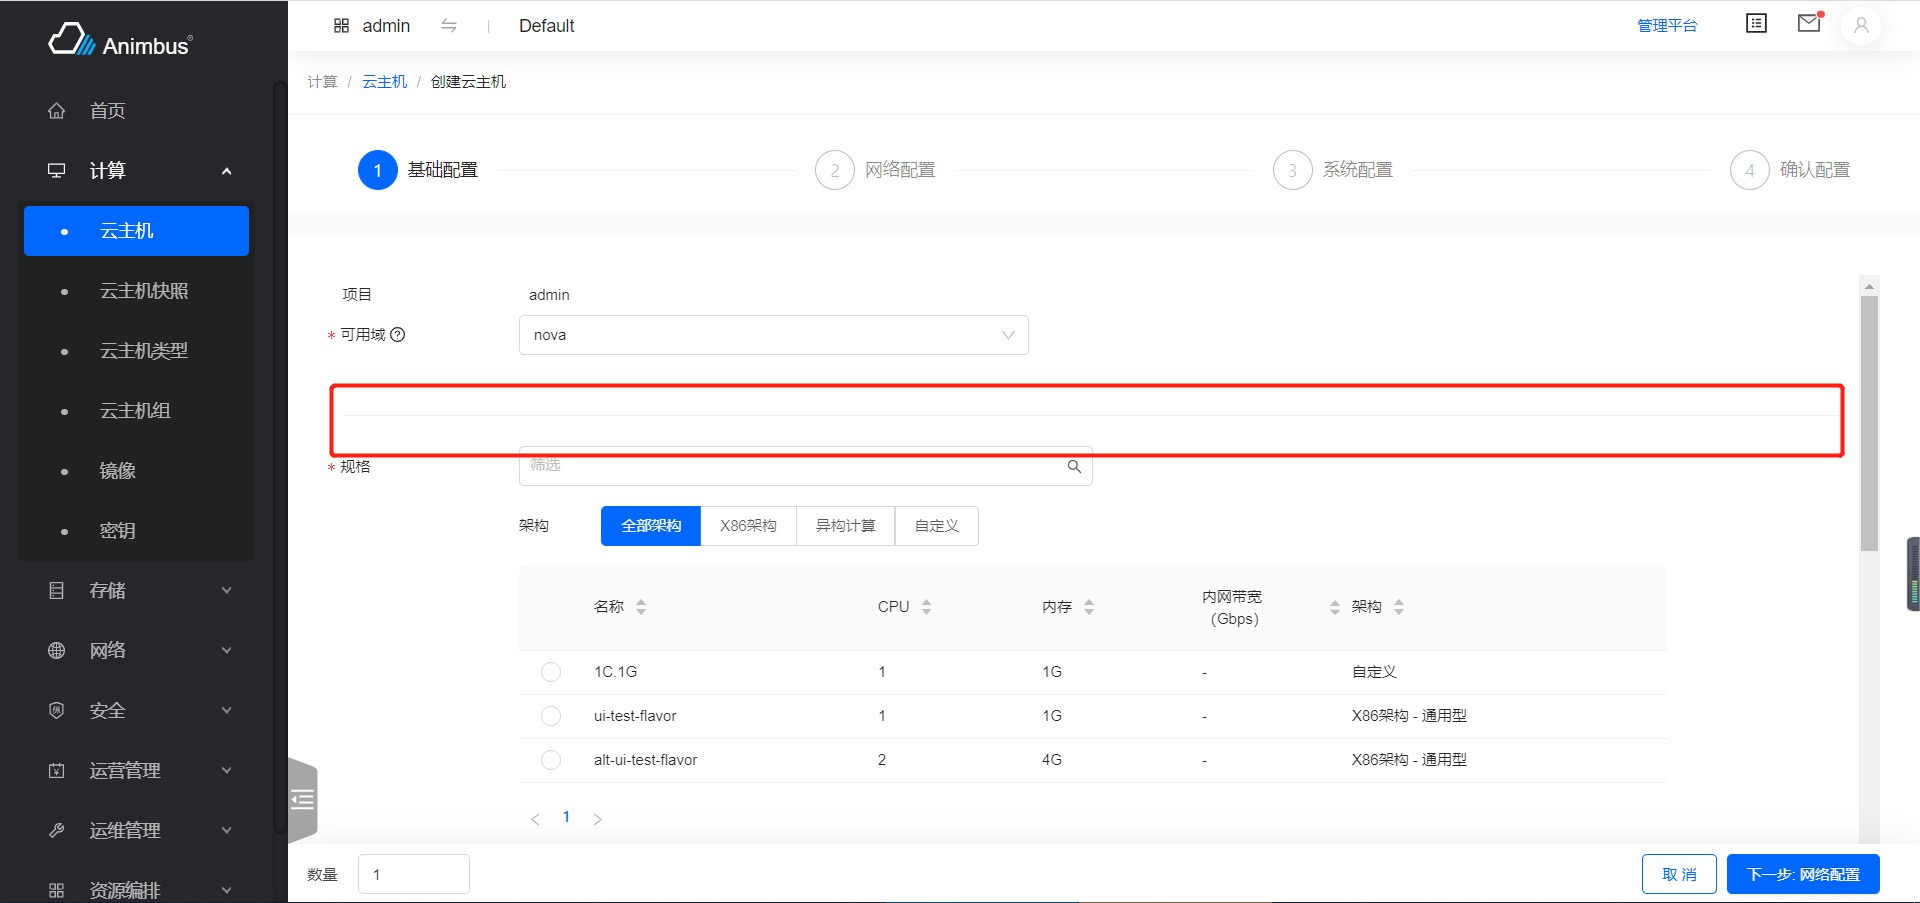 Animbus®
admin
Default
管理平台
首页
计算
云主机
云主机快照
云主机类型
云主机组
镜像
密钥
存储
网络
安全
运营管理
运维管理
资源编排
计算 / 云主机 / 创建云主机
1 基础配置
2 网络配置
3 系统配置
4 确认配置
项目 admin
* 可用域 nova
* 规格 筛选
架构 全部架构 X86架构 异构计算 自定义
名称 CPU 内存 内网带宽 (Gbps) 架构
1C.1G 1 1G - 自定义
ui-test-flavor 1 1G - X86架构 - 通用型
alt-ui-test-flavor 2 4G - X86架构 - 通用型
< 1 >
数量 1
取 消
下一步: 网络配置